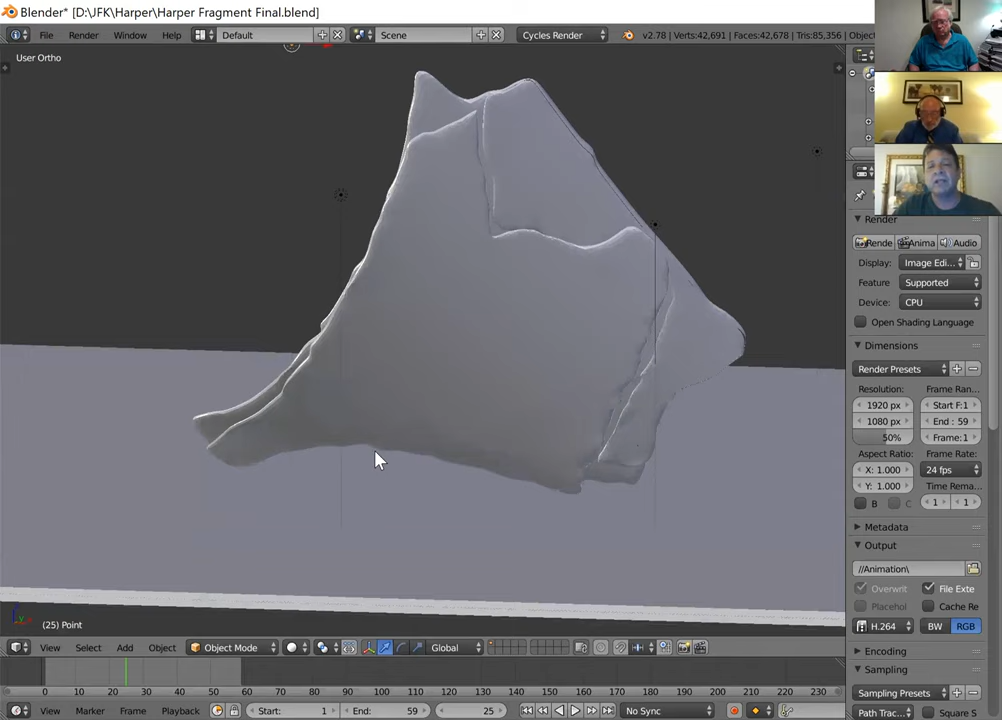 Blender* [D:\JFK\Harper\Harper Fragment Final.blend]
File Render Window Help Default Scene Cycles Render v2.78 | Verts:42,691 | Faces:42,678 | Tris:85,356 | Object
User Ortho
Render
Rende Anima Audio
Display: Image Edi...
Feature Supported
Device: CPU
Open Shading Language
Dimensions
Render Presets
Resolution: Frame Ran...
1920 px Start F:1
1080 px End : 59
50% Frame:1
Aspect Ratio: Frame Rate:
X: 1.000 24 fps
Y: 1.000 Time Rema...
B C 1 1
Metadata
Output
//Animation\
Overwrit File Exte
Placehol Cache Re
H.264 BW RGB
Encoding
Sampling
Sampling Presets
Path Trac... Square S
(25) Point
View Select Add Object Object Mode Global
0 10 20 30 40 50 60 70 80 90 100 110 120 130 140 150 160 170 180 190 200 210 220 230
View Marker Frame Playback Start: 1 End: 59 25 No Sync